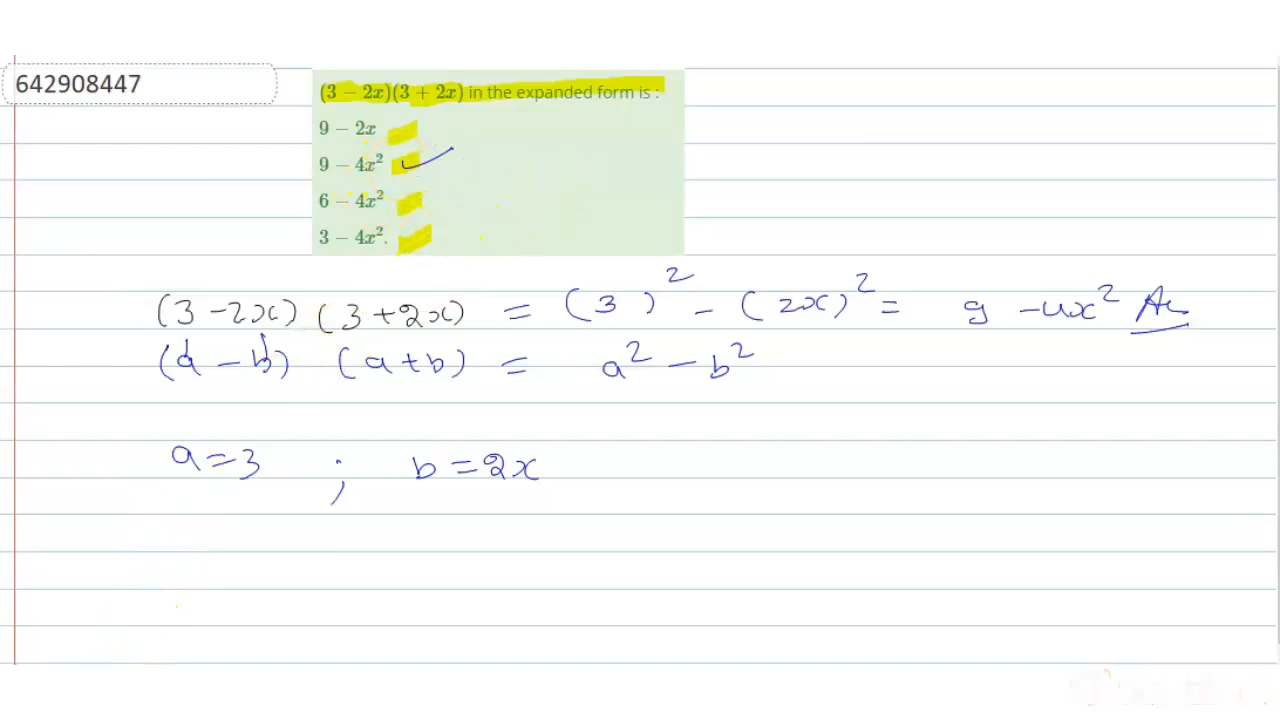 642908447
(3 − 2x)(3 + 2x) in the expanded form is :
9 − 2x
9 − 4x²
6 − 4x²
3 − 4x².
(3 − 2x) (3 + 2x) = (3)² − (2x)² = 9 − 4x² As
(a − b) (a + b) = a² − b²
a = 3 ; b = 2x